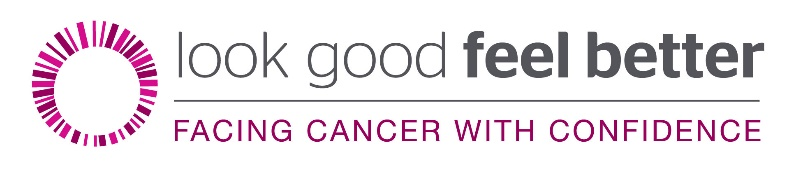 look good feel better
FACING CANCER WITH CONFIDENCE